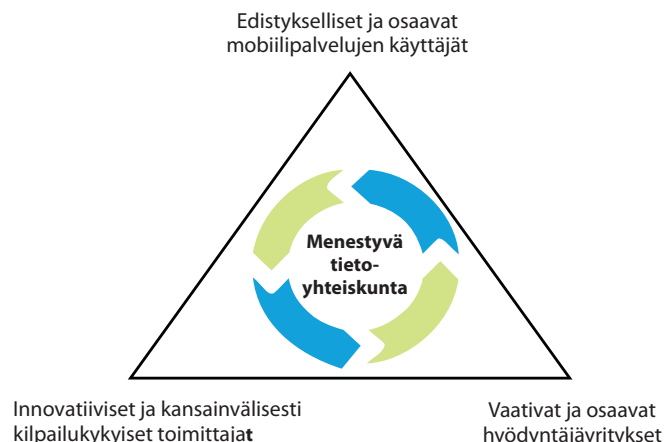 Edistykselliset ja osaavat
mobiilipalvelujen käyttäjät
Menestyvä
tieto-
yhteiskunta
Innovatiiviset ja kansainvälisesti
kilpailukykyiset toimittajat
Vaativat ja osaavat
hyödyntäjäyritykset